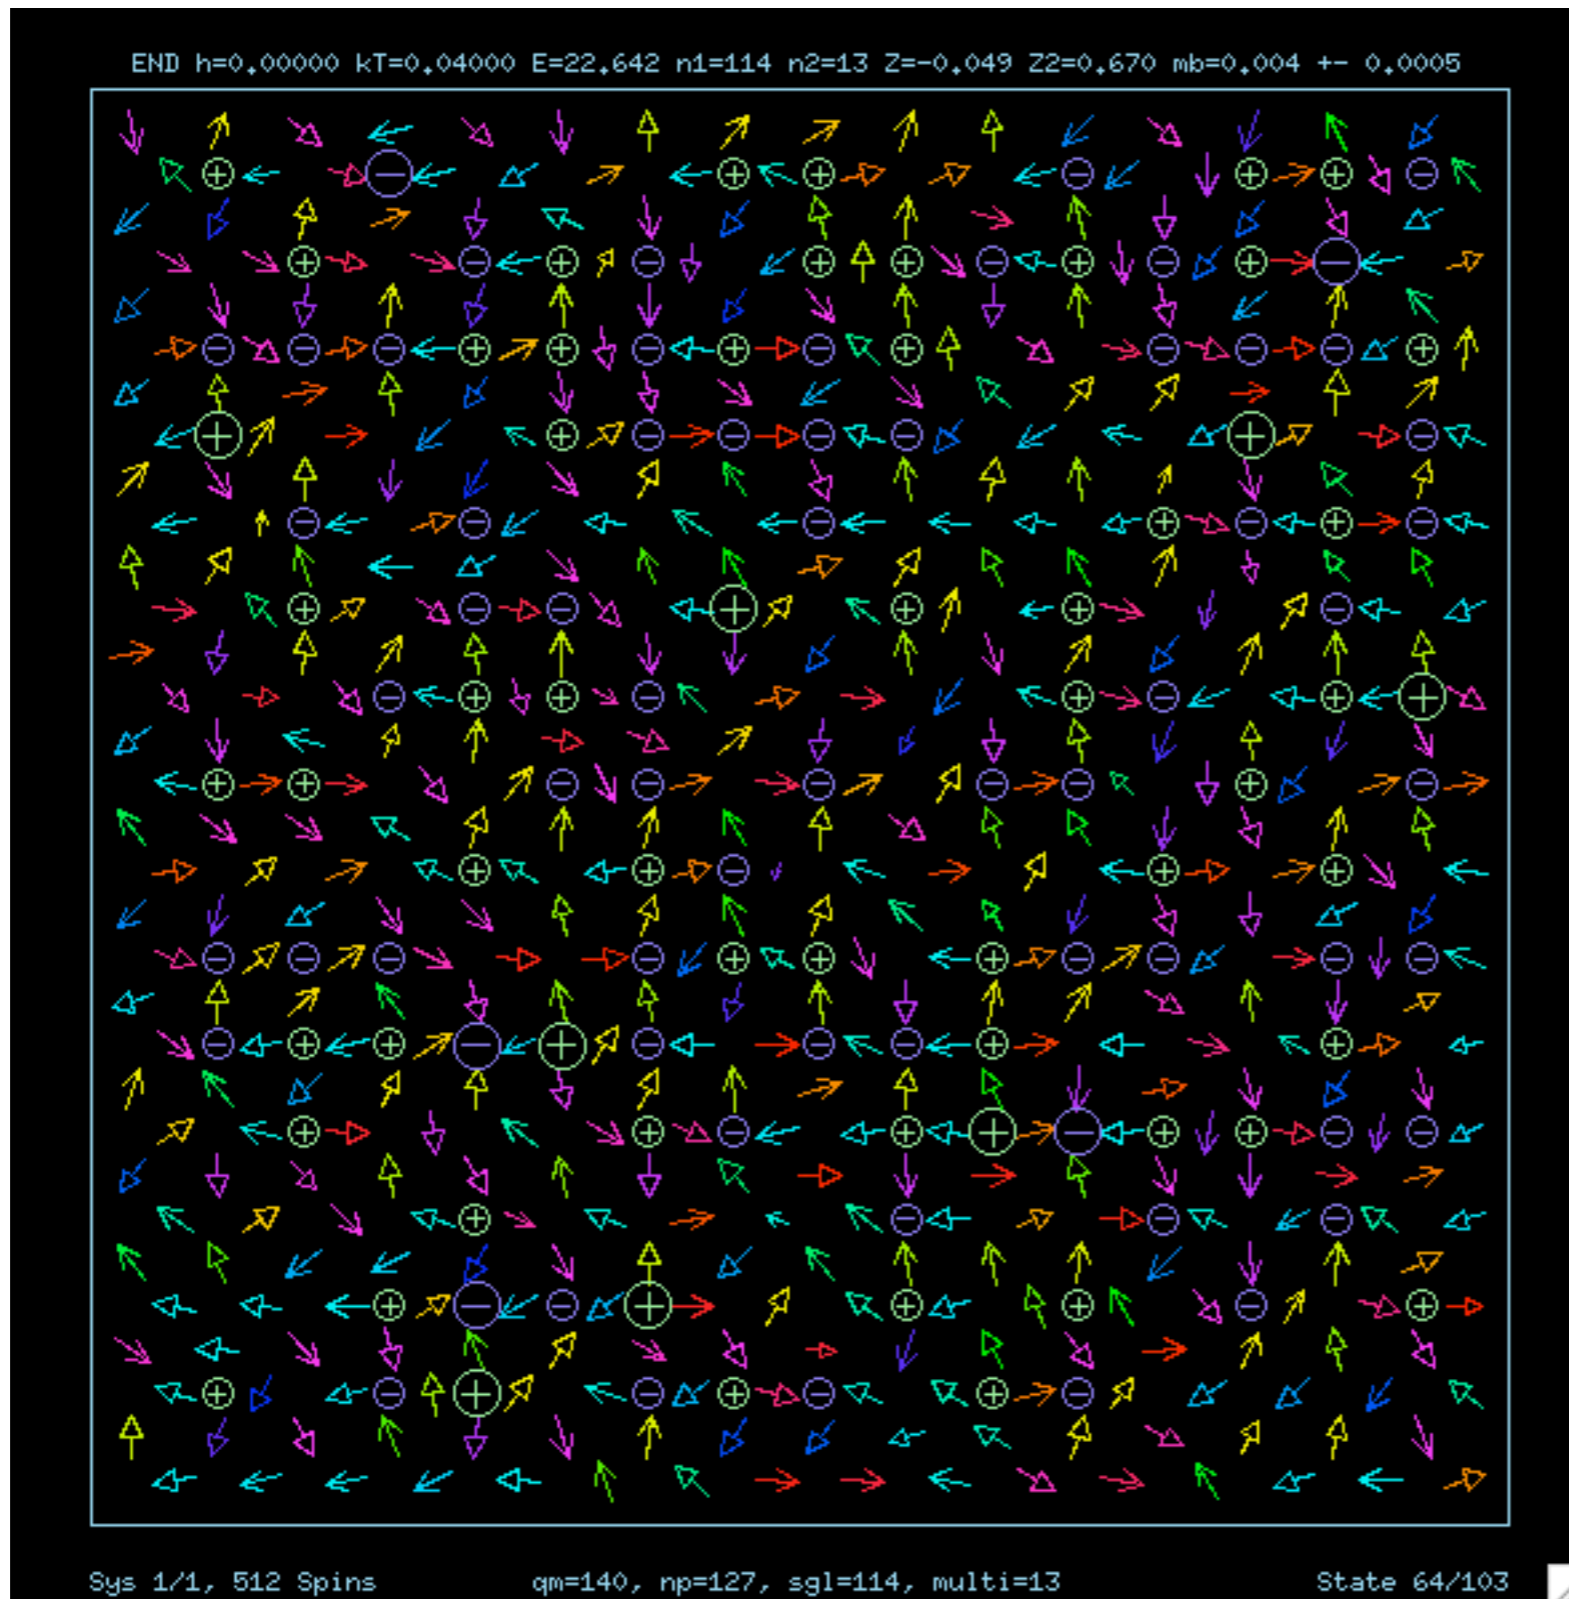 END h=0.00000 kT=0.04000 E=22.642 n1=114 n2=13 Z=-0.049 Z2=0.670 mb=0.004 +- 0.0005
Sys 1/1, 512 Spins qm=140, np=127, sgl=114, multi=13 State 64/103